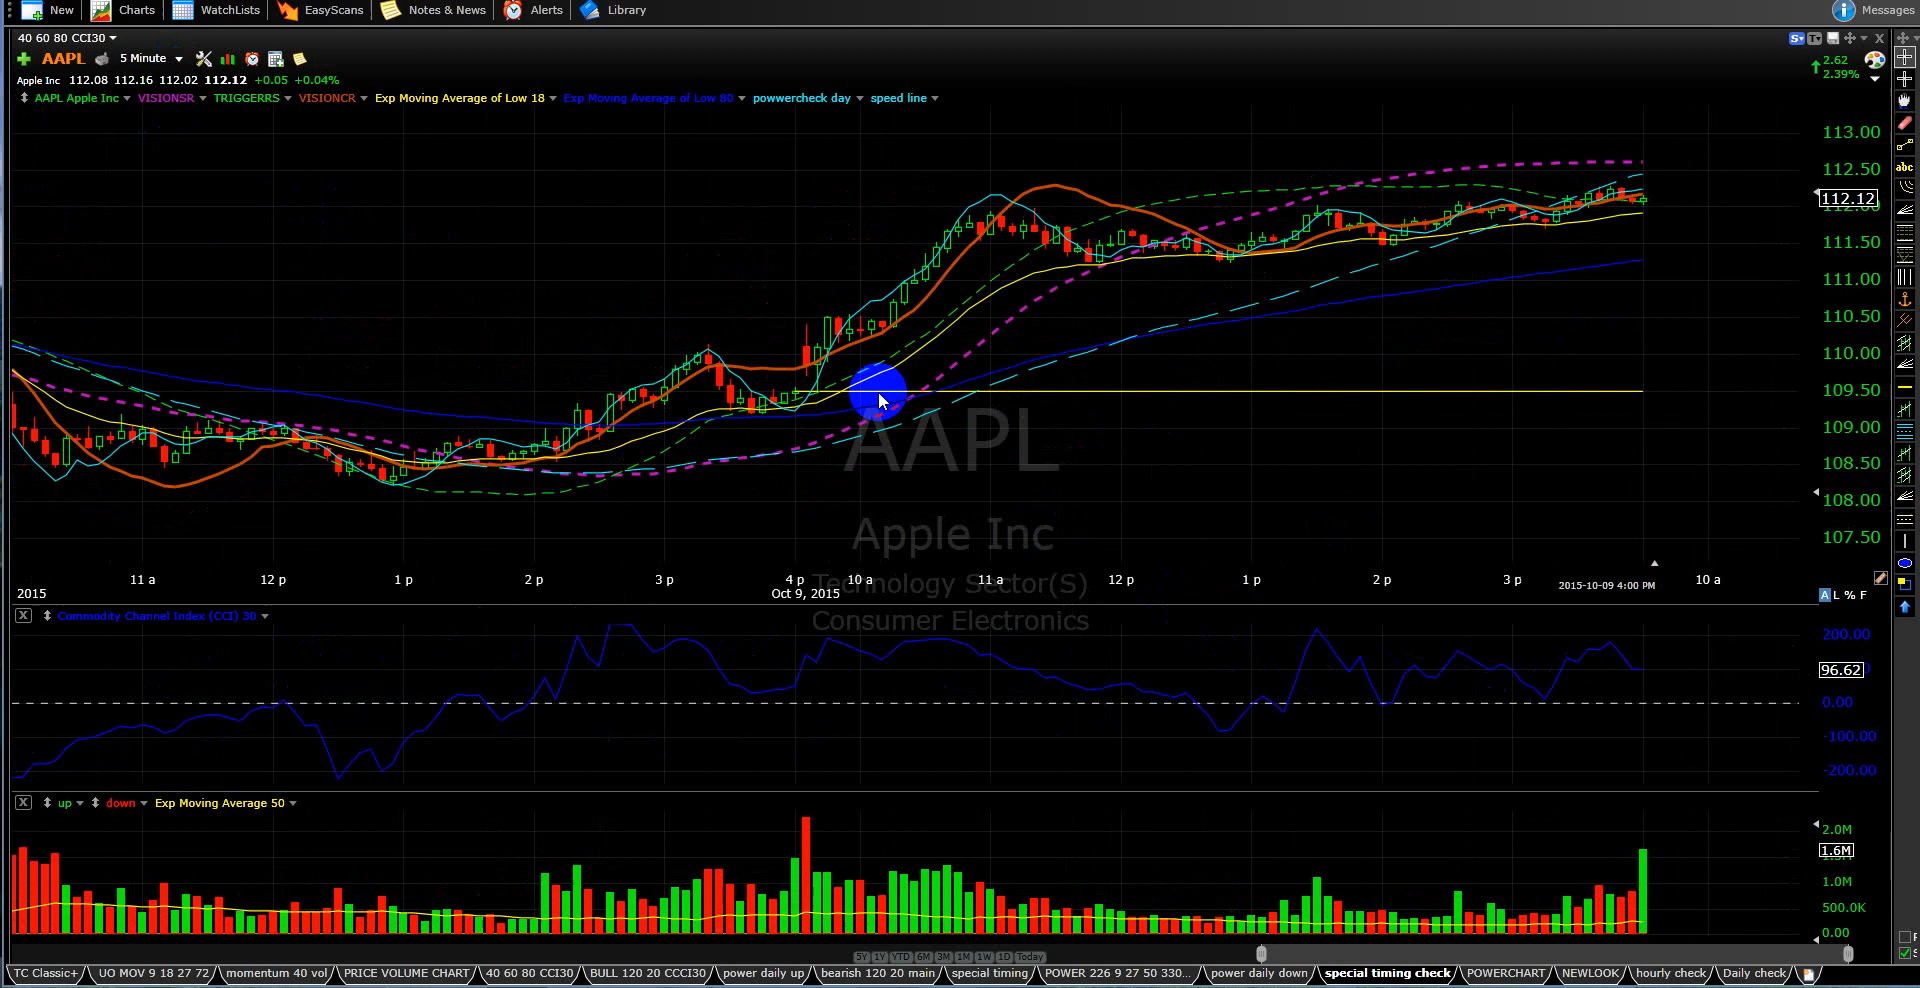 New Charts WatchLists EasyScans Notes & News Alerts Library Messages
40 60 80 CCI30
AAPL 5 Minute
Apple Inc 112.08 112.16 112.02 112.12 +0.05 +0.04%
2.62
2.39%
AAPL Apple Inc VISIONSR TRIGGERRS VISIONCR Exp Moving Average of Low 18 Exp Moving Average of Low 80 powwercheck day speed line
abc
113.00
112.50
112.12
111.50
111.00
110.50
110.00
109.50
109.00
108.50
108.00
107.50
AAPL
Apple Inc
Technology Sector(S)
Consumer Electronics
11 a 12 p 1 p 2 p 3 p 4 p 10 a 11 a 12 p 1 p 2 p 3 p 10 a
2015 Oct 9, 2015 2015-10-09 4:00 PM
A L % F
X Commodity Channel Index (CCI) 30
200.00
96.62
0.00
-100.00
-200.00
X up down Exp Moving Average 50
2.0M
1.6M
1.0M
500.0K
0.00
5Y 1Y YTD 6M 3M 1M 1W 1D Today
TC Classic+ UO MOV 9 18 27 72 momentum 40 vol PRICE VOLUME CHART 40 60 80 CCI30 BULL 120 20 CCCI30 power daily up bearish 120 20 main special timing POWER 226 9 27 50 330... power daily down special timing check POWERCHART NEWLOOK hourly check Daily check